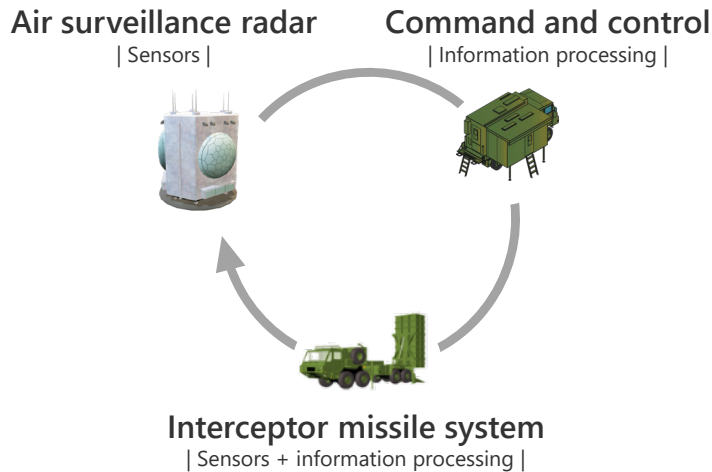 Air surveillance radar
| Sensors |
Command and control
| Information processing |
Interceptor missile system
| Sensors + information processing |